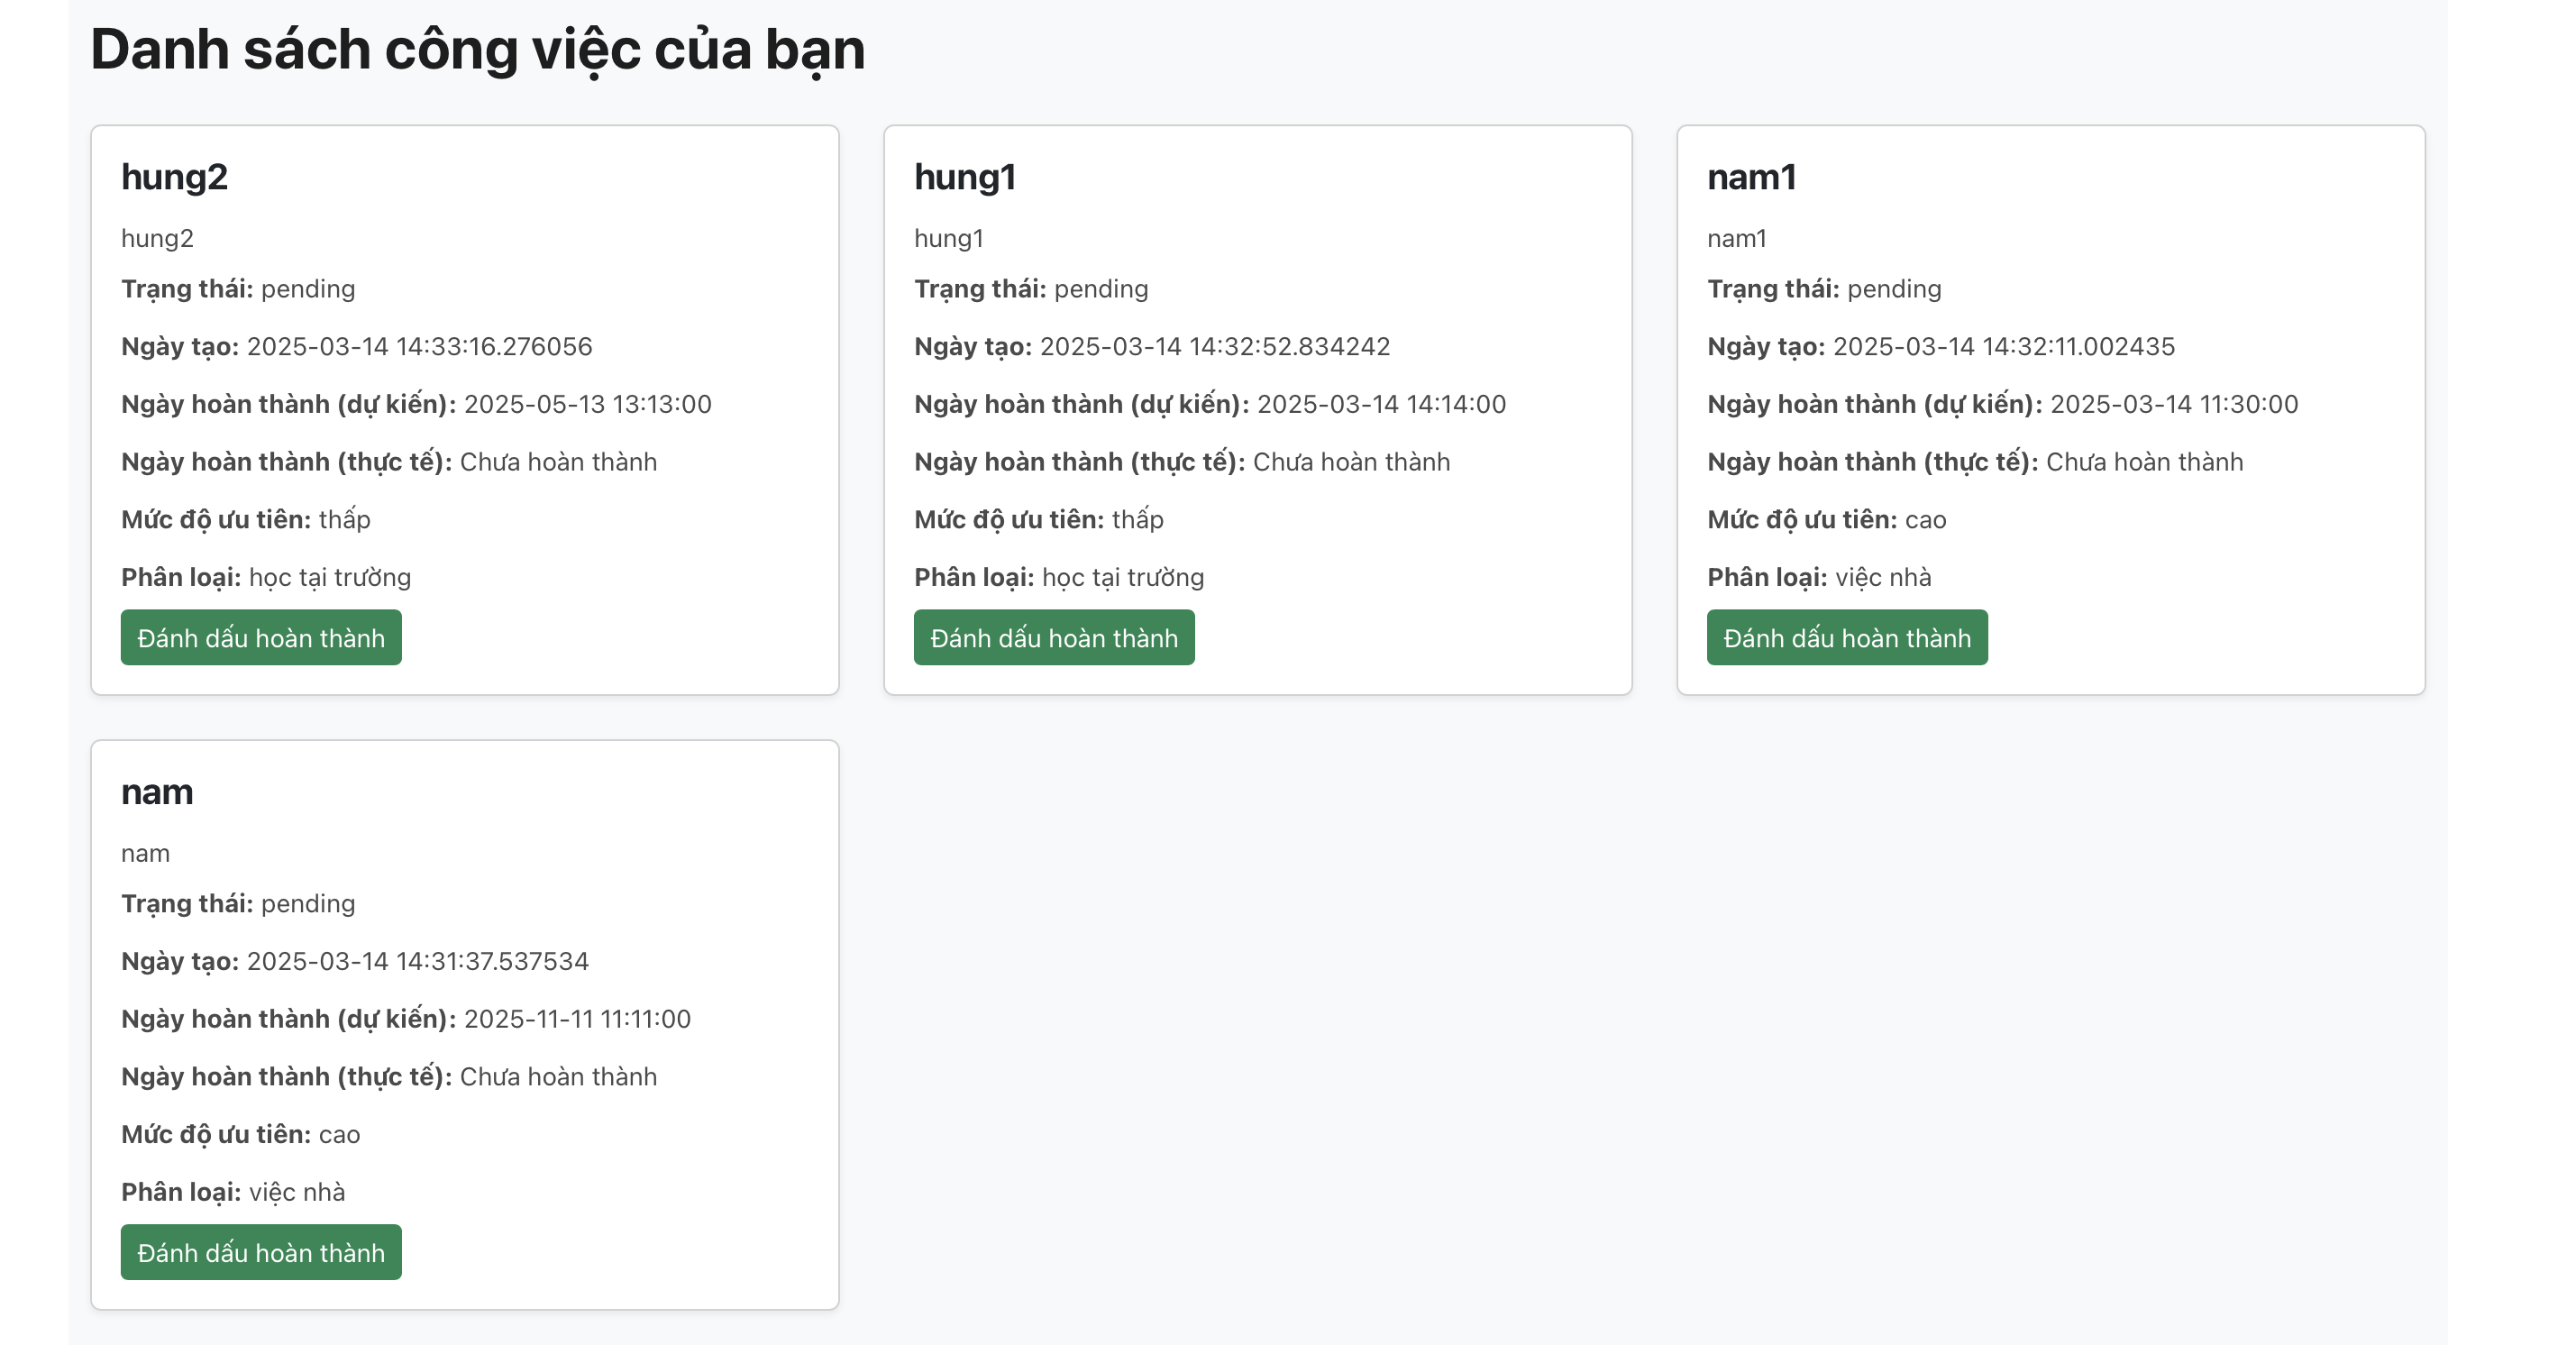 Danh sách công việc của bạn
hung2
hung2
Trạng thái: pending
Ngày tạo: 2025-03-14 14:33:16.276056
Ngày hoàn thành (dự kiến): 2025-05-13 13:13:00
Ngày hoàn thành (thực tế): Chưa hoàn thành
Mức độ ưu tiên: thấp
Phân loại: học tại trường
Đánh dấu hoàn thành
hung1
hung1
Trạng thái: pending
Ngày tạo: 2025-03-14 14:32:52.834242
Ngày hoàn thành (dự kiến): 2025-03-14 14:14:00
Ngày hoàn thành (thực tế): Chưa hoàn thành
Mức độ ưu tiên: thấp
Phân loại: học tại trường
Đánh dấu hoàn thành
nam1
nam1
Trạng thái: pending
Ngày tạo: 2025-03-14 14:32:11.002435
Ngày hoàn thành (dự kiến): 2025-03-14 11:30:00
Ngày hoàn thành (thực tế): Chưa hoàn thành
Mức độ ưu tiên: cao
Phân loại: việc nhà
Đánh dấu hoàn thành
nam
nam
Trạng thái: pending
Ngày tạo: 2025-03-14 14:31:37.537534
Ngày hoàn thành (dự kiến): 2025-11-11 11:11:00
Ngày hoàn thành (thực tế): Chưa hoàn thành
Mức độ ưu tiên: cao
Phân loại: việc nhà
Đánh dấu hoàn thành